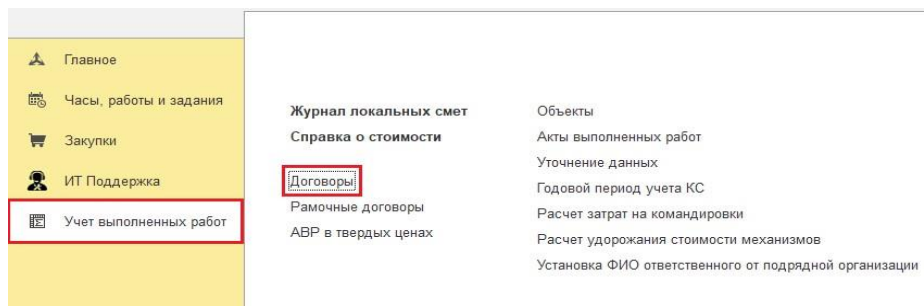 Главное
Часы, работы и задания
Закупки
ИТ Поддержка
Учет выполненных работ
Журнал локальных смет
Справка о стоимости
Договоры
Рамочные договоры
АВР в твердых ценах
Объекты
Акты выполненных работ
Уточнение данных
Годовой период учета КС
Расчет затрат на командировки
Расчет удорожания стоимости механизмов
Установка ФИО ответственного от подрядной организации